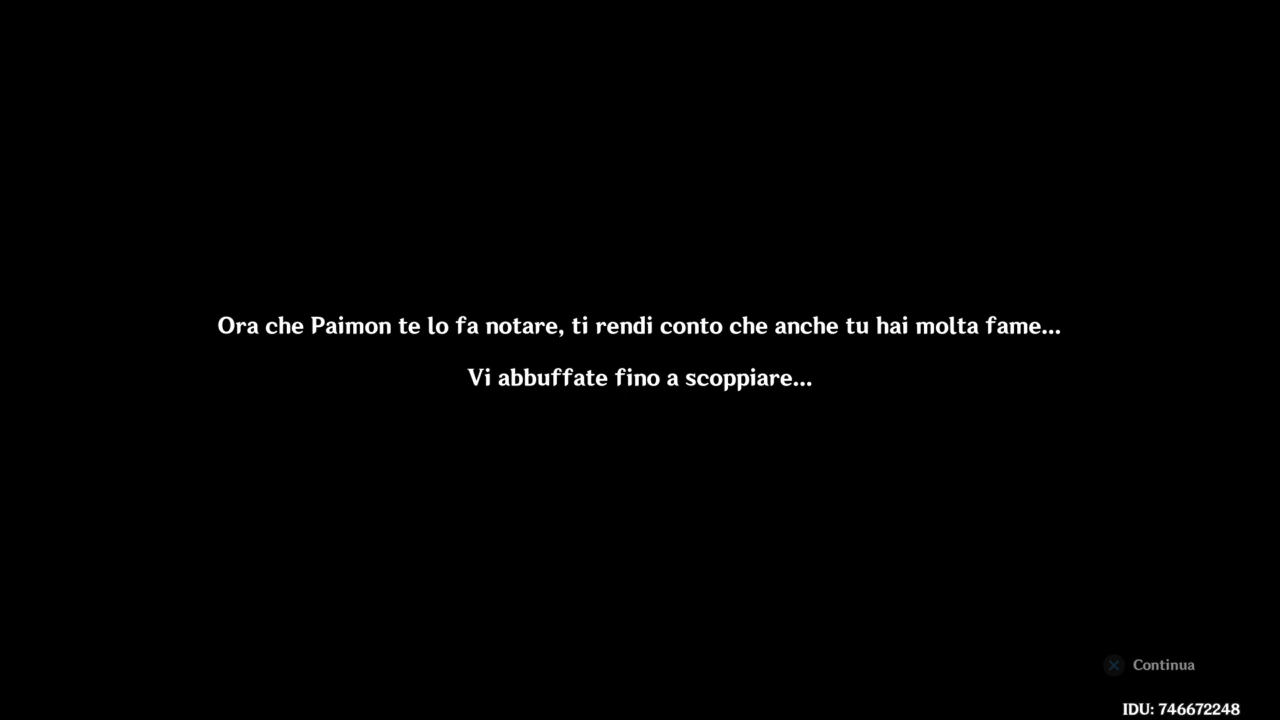 Ora che Paimon te lo fa notare, ti rendi conto che anche tu hai molta fame...
Vi abbuffate fino a scoppiare...
Continua
IDU: 746672248